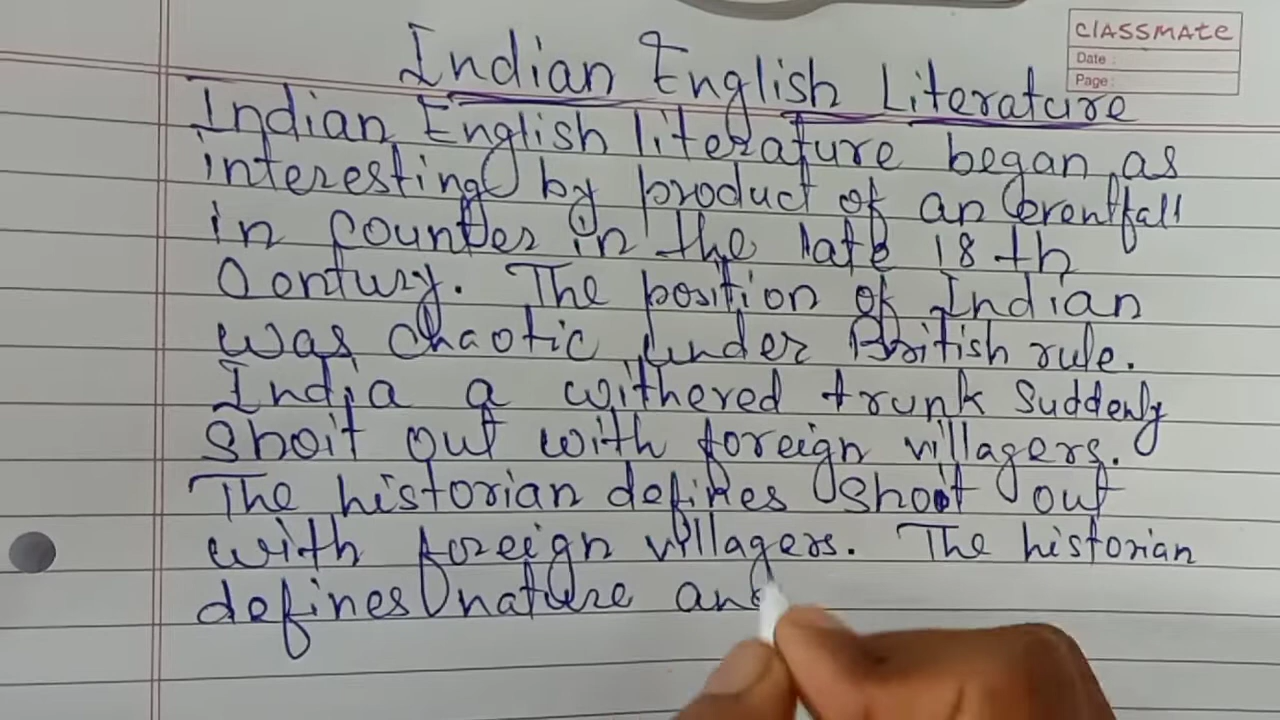 CLASSMATE
Date :
Page :
Indian English Literature
Indian English literature began as
interesting by product of an erentfall
in counter in the late 18th
Century. The position of Indian
was chaotic under British rule.
India a withered trunk suddenly
Shoit out with foreign villagers.
The historian defines shoot out
with foreign villagers. The historian
defines nature and